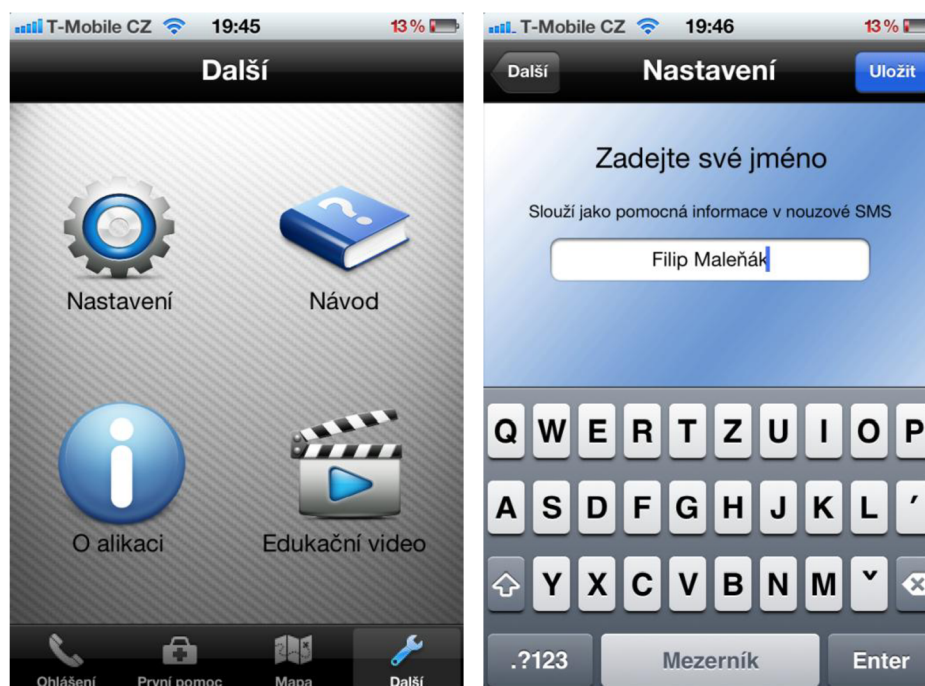 T-Mobile CZ 19:45 13 %
Další
Nastavení
Návod
O alikaci
Edukační video
Ohlášení
První pomoc
Mapa
Další
T-Mobile CZ 19:46 13 %
Další
Nastavení
Uložit
Zadejte své jméno
Slouží jako pomocná informace v nouzové SMS
Filip Maleňák
Q W E R T Z U I O P
A S D F G H J K L ´
Y X C V B N M ˇ
.?123 Mezerník Enter